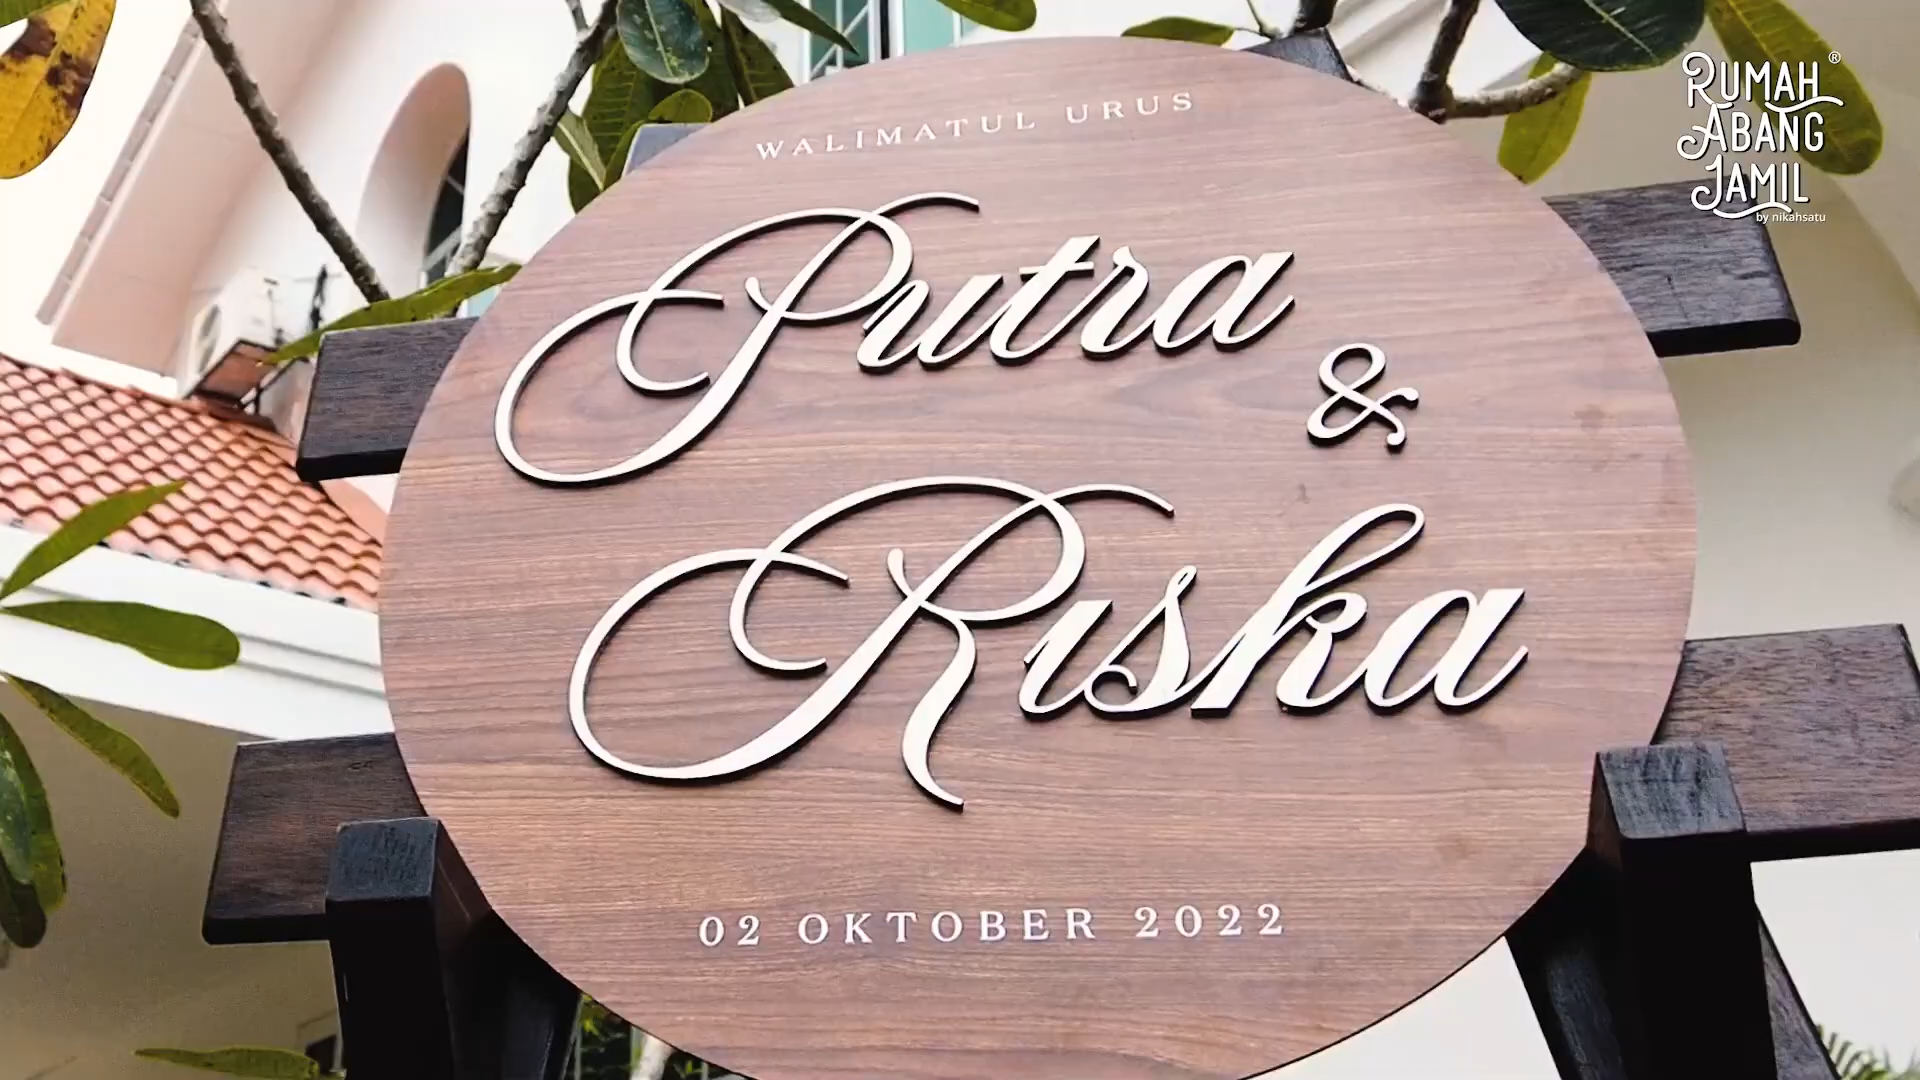 WALIMATUL URUS
Putra
&
Riska
02 OKTOBER 2022
RUMAH®
ABANG
JAMIL
by nikahsatu